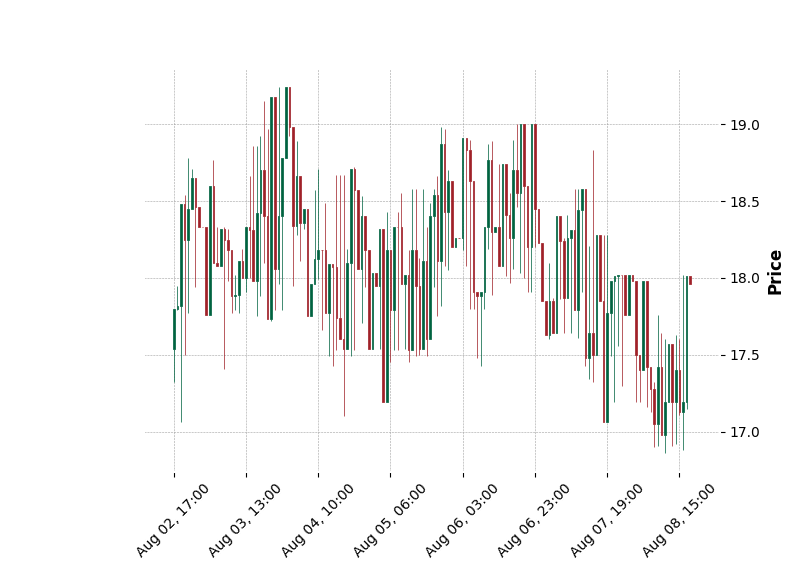 19.0
18.5
18.0
17.5
17.0
Price
Aug 02, 17:00
Aug 03, 13:00
Aug 04, 10:00
Aug 05, 06:00
Aug 06, 03:00
Aug 06, 23:00
Aug 07, 19:00
Aug 08, 15:00